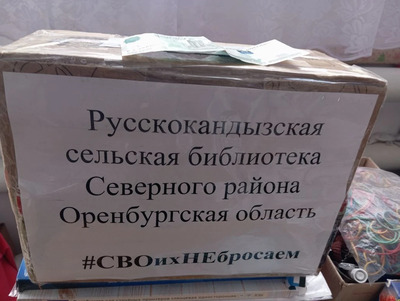 Русскокандызская
сельская библиотека
Северного района
Оренбургская область
#СВОихНЕбросаем